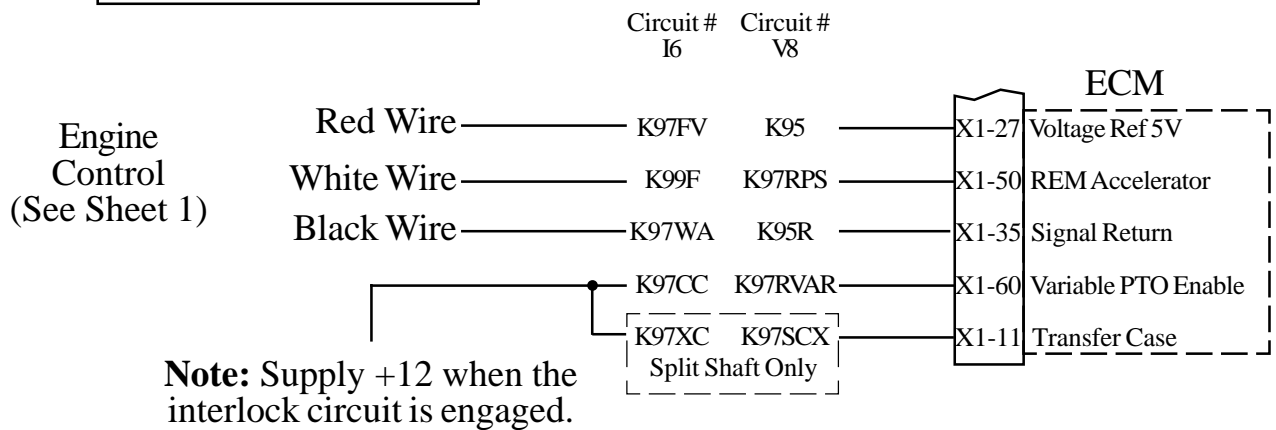 Circuit # Circuit #
I6 V8
ECM
Engine
Control
(See Sheet 1)
Red Wire K97FV K95 X1-27 Voltage Ref 5V
White Wire K99F K97RPS X1-50 REM Accelerator
Black Wire K97WA K95R X1-35 Signal Return
K97CC K97RVAR X1-60 Variable PTO Enable
K97XC K97SCX X1-11 Transfer Case
Split Shaft Only
Note: Supply +12 when the
interlock circuit is engaged.